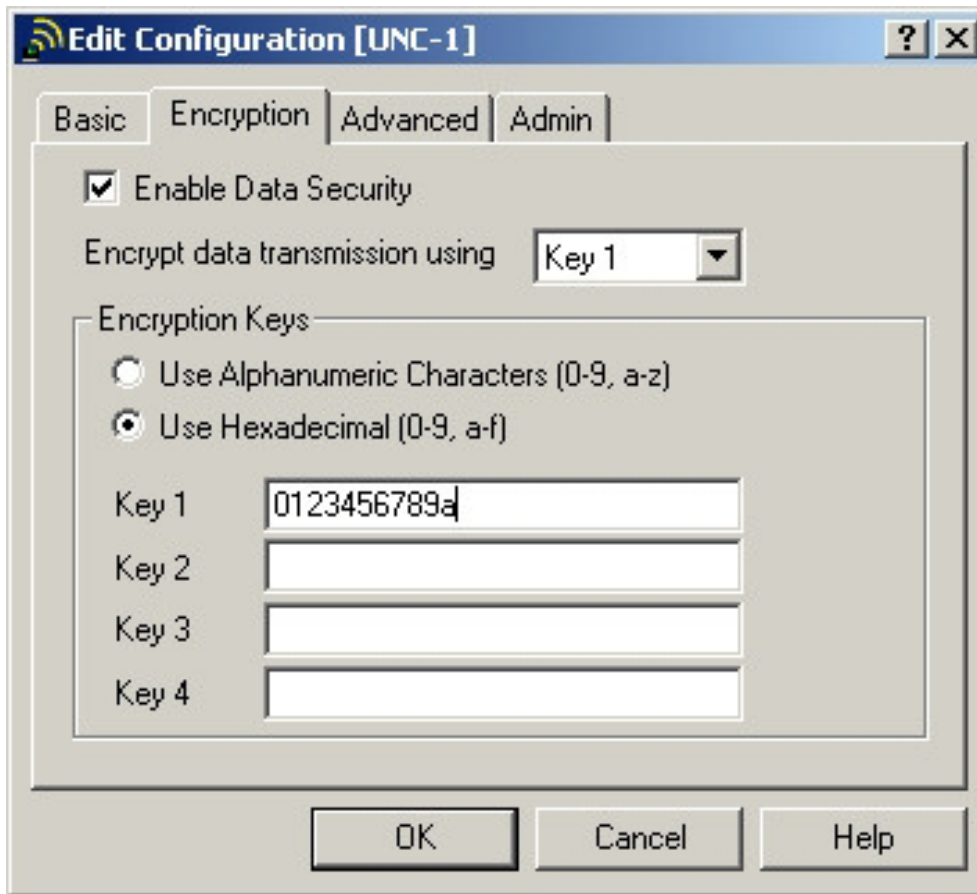 Edit Configuration [UNC-1]
Basic Encryption Advanced Admin
Enable Data Security
Encrypt data transmission using Key 1
Encryption Keys
Use Alphanumeric Characters (0-9, a-z)
Use Hexadecimal (0-9, a-f)
Key 1 0123456789a
Key 2
Key 3
Key 4
OK Cancel Help